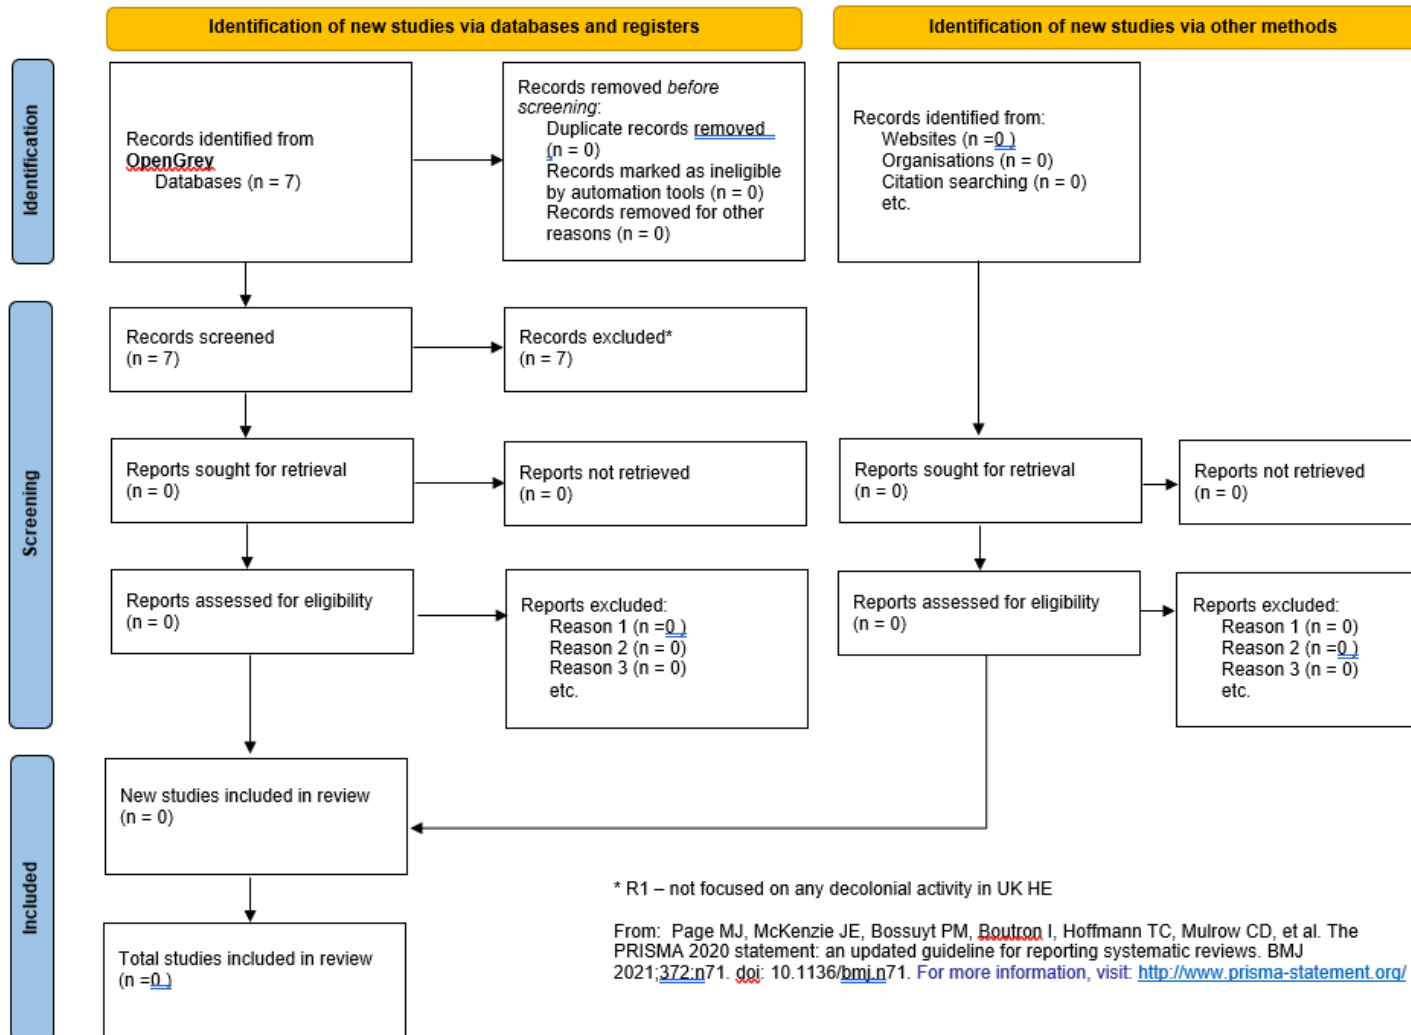 Identification of new studies via databases and registers
Identification of new studies via other methods
Identification
Records identified from
OpenGrey
Databases (n = 7)
Records removed before
screening:
Duplicate records removed
(n = 0)
Records marked as ineligible
by automation tools (n = 0)
Records removed for other
reasons (n = 0)
Records identified from:
Websites (n =0 )
Organisations (n = 0)
Citation searching (n = 0)
etc.
Screening
Records screened
(n = 7)
Records excluded*
(n = 7)
Reports sought for retrieval
(n = 0)
Reports not retrieved
(n = 0)
Reports sought for retrieval
(n = 0)
Reports not retrieved
(n = 0)
Reports assessed for eligibility
(n = 0)
Reports excluded:
Reason 1 (n =0 )
Reason 2 (n = 0)
Reason 3 (n = 0)
etc.
Reports assessed for eligibility
(n = 0)
Reports excluded:
Reason 1 (n = 0)
Reason 2 (n =0 )
Reason 3 (n = 0)
etc.
Included
New studies included in review
(n = 0)
Total studies included in review
(n =0 )
* R1 – not focused on any decolonial activity in UK HE
From: Page MJ, McKenzie JE, Bossuyt PM, Boutron I, Hoffmann TC, Mulrow CD, et al. The
PRISMA 2020 statement: an updated guideline for reporting systematic reviews. BMJ
2021;372:n71. doi: 10.1136/bmj.n71. For more information, visit: http://www.prisma-statement.org/